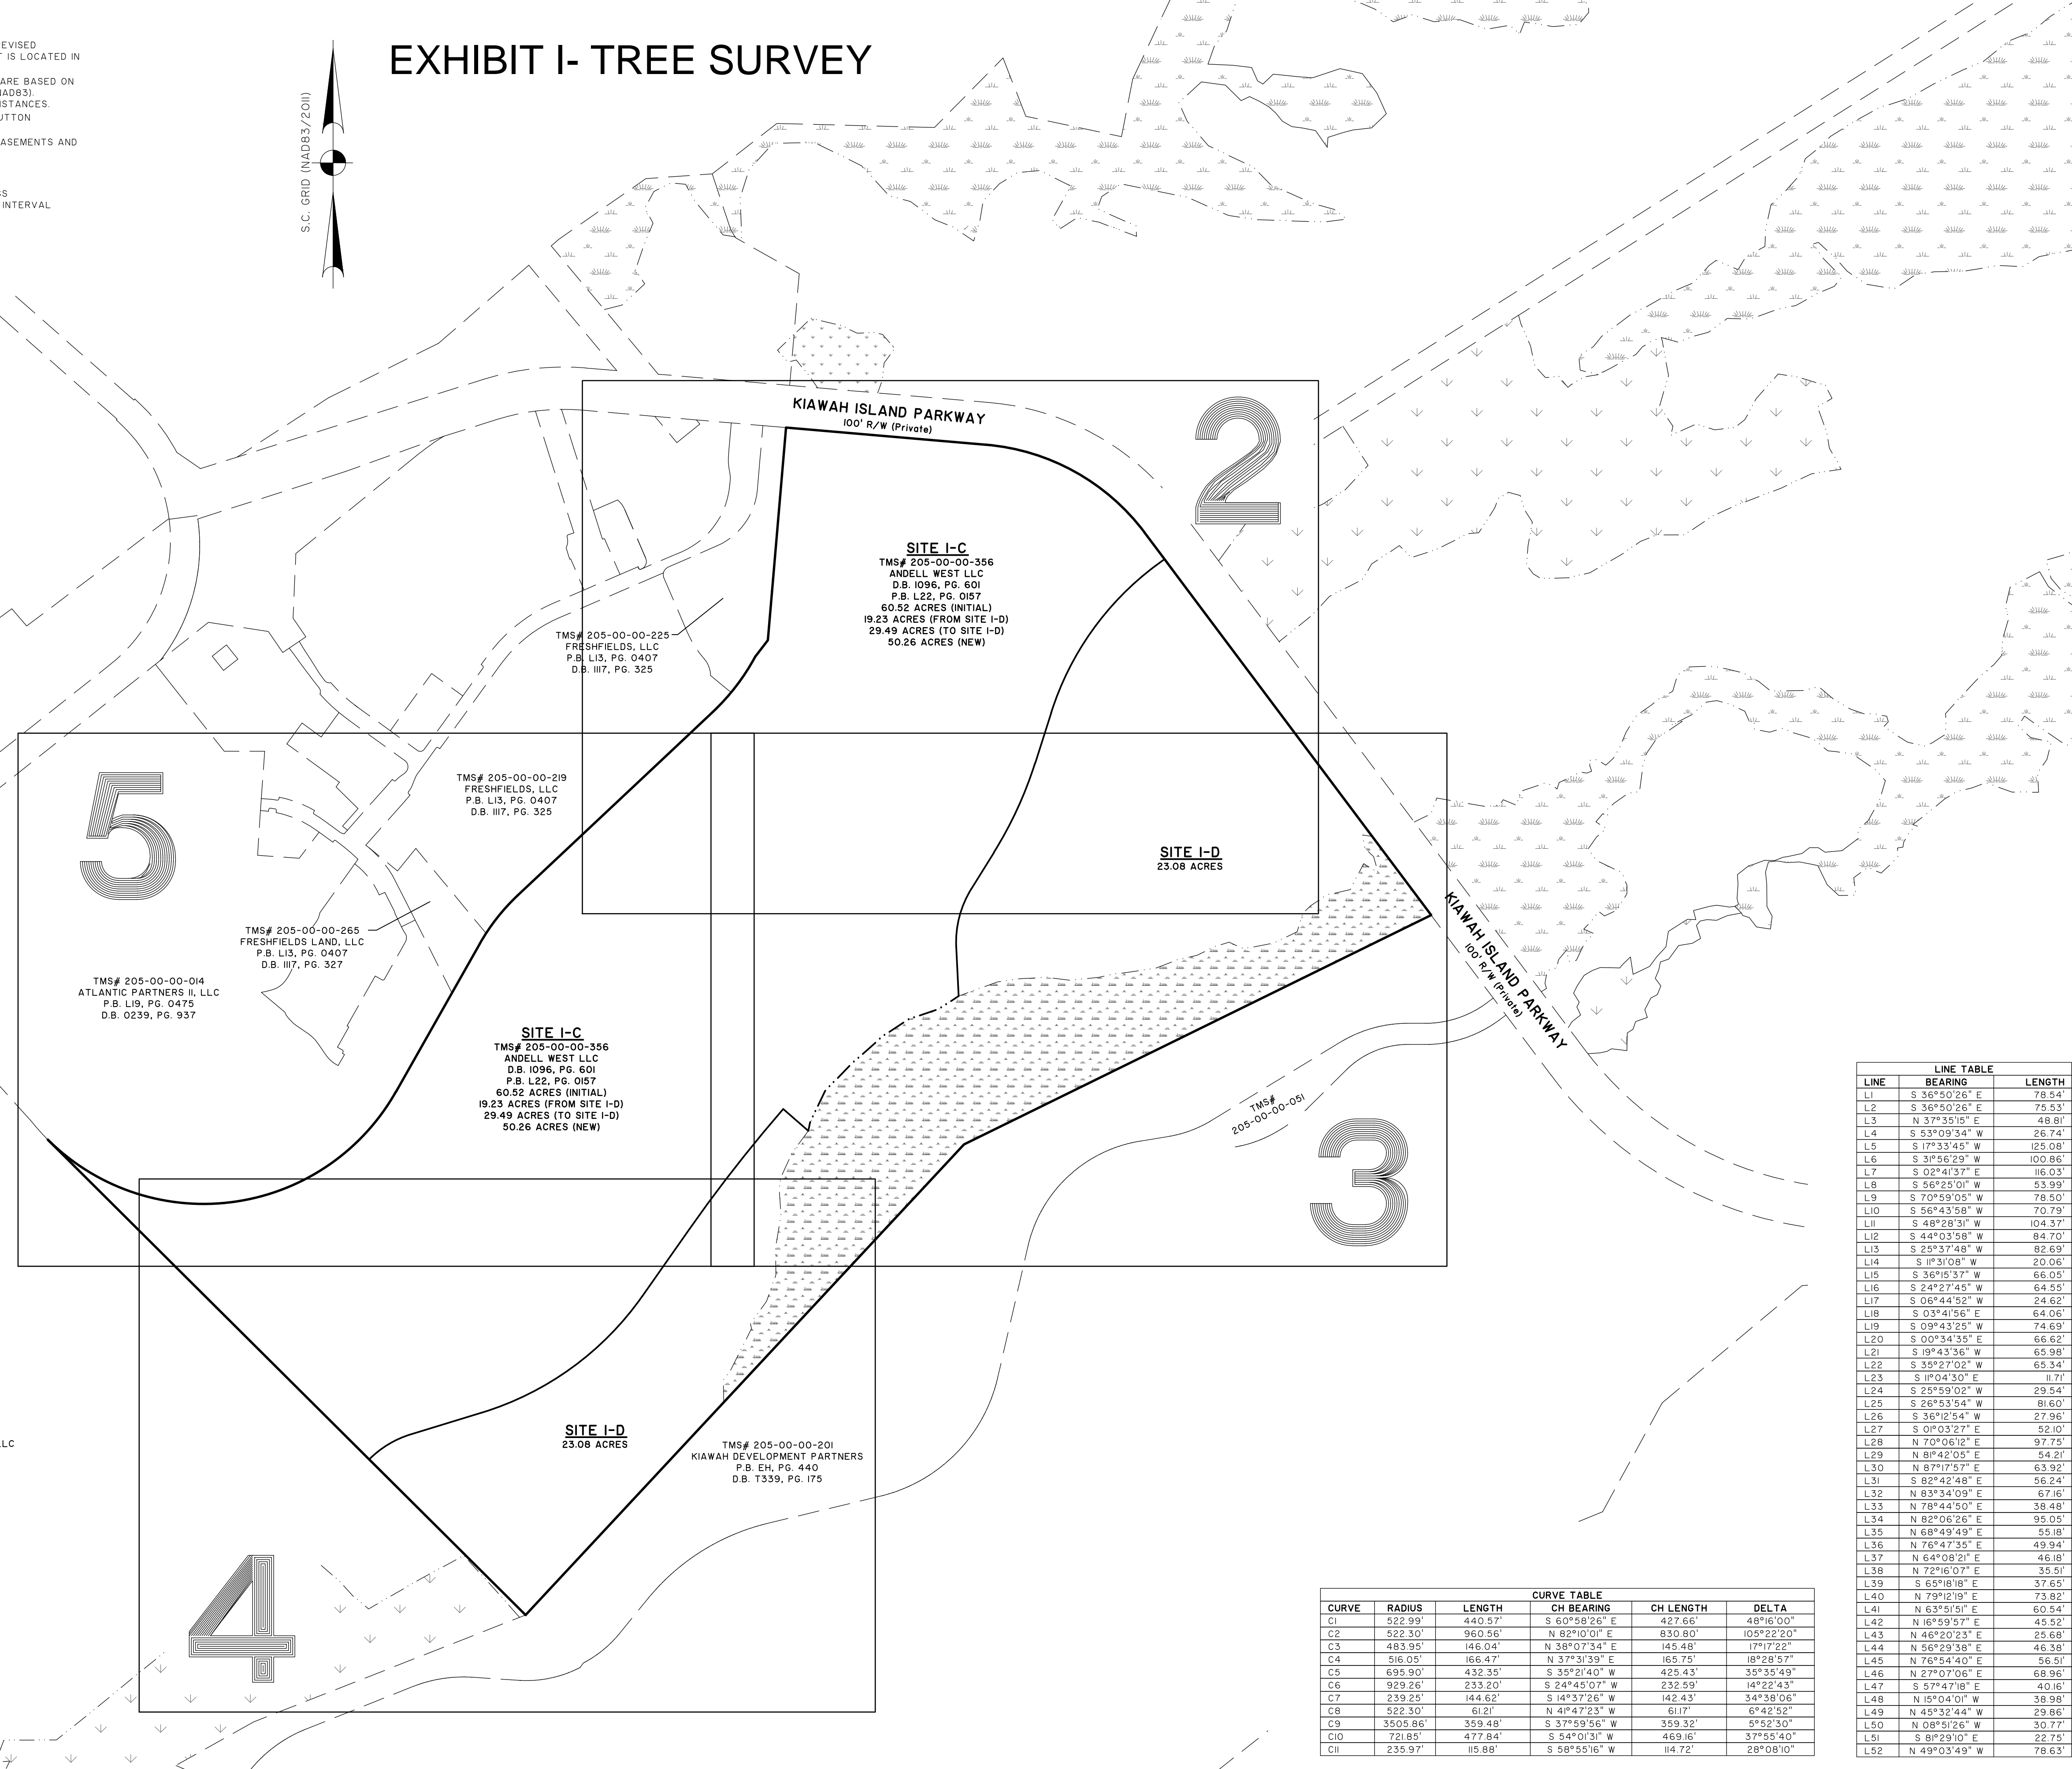 EVISED
T IS LOCATED IN
ARE BASED ON
NAD83).
ISTANCES.
UTTON
ASEMENTS AND
SS
INTERVAL
S.C. GRID (NAD83/2011)
EXHIBIT I- TREE SURVEY
KIAWAH ISLAND PARKWAY
100' R/W (Private)
2
SITE 1-C
TMS# 205-00-00-356
ANDELL WEST LLC
D.B. 1096, PG. 601
P.B. L22, PG. 0157
60.52 ACRES (INITIAL)
19.23 ACRES (FROM SITE 1-D)
29.49 ACRES (TO SITE 1-D)
50.26 ACRES (NEW)
TMS# 205-00-00-225
FRESHFIELDS, LLC
P.B. L13, PG. 0407
D.B. 1117, PG. 325
TMS# 205-00-00-219
FRESHFIELDS, LLC
P.B. L13, PG. 0407
D.B. 1117, PG. 325
5
SITE 1-D
23.08 ACRES
KIAWAH ISLAND PARKWAY
100' R/W (Private)
TMS# 205-00-00-265
FRESHFIELDS LAND, LLC
P.B. L13, PG. 0407
D.B. 1117, PG. 327
TMS# 205-00-00-014
ATLANTIC PARTNERS II, LLC
P.B. L19, PG. 0475
D.B. 0239, PG. 937
SITE 1-C
TMS# 205-00-00-356
ANDELL WEST LLC
D.B. 1096, PG. 601
P.B. L22, PG. 0157
60.52 ACRES (INITIAL)
19.23 ACRES (FROM SITE 1-D)
29.49 ACRES (TO SITE 1-D)
50.26 ACRES (NEW)
TMS#
205-00-00-051
3
SITE 1-D
23.08 ACRES
TMS# 205-00-00-201
KIAWAH DEVELOPMENT PARTNERS
P.B. EH, PG. 440
D.B. T339, PG. 175
LLC
4
CURVE TABLE
CURVE RADIUS LENGTH CH BEARING CH LENGTH DELTA
C1 522.99' 440.57' S 60°58'26" E 427.66' 48°16'00"
C2 522.30' 960.56' N 82°10'01" E 830.80' 105°22'20"
C3 483.95' 146.04' N 38°07'34" E 145.48' 17°17'22"
C4 516.05' 166.47' N 37°31'39" E 165.75' 18°28'57"
C5 695.90' 432.35' S 35°21'40" W 425.43' 35°35'49"
C6 929.26' 233.20' S 24°45'07" W 232.59' 14°22'43"
C7 239.25' 144.62' S 14°37'26" W 142.43' 34°38'06"
C8 522.30' 61.21' N 41°47'23" W 61.17' 6°42'52"
C9 3505.86' 359.48' S 37°59'56" W 359.32' 5°52'30"
C10 721.85' 477.84' S 54°01'31" W 469.16' 37°55'40"
C11 235.97' 115.88' S 58°55'16" W 114.72' 28°08'10"
LINE TABLE
LINE BEARING LENGTH
L1 S 36°50'26" E 78.54'
L2 S 36°50'26" E 75.53'
L3 N 37°35'15" E 48.81'
L4 S 53°09'34" W 26.74'
L5 S 17°33'45" W 125.08'
L6 S 31°56'29" W 100.86'
L7 S 02°41'37" E 116.03'
L8 S 56°25'01" W 53.99'
L9 S 70°59'05" W 78.50'
L10 S 56°43'58" W 70.79'
L11 S 48°28'31" W 104.37'
L12 S 44°03'58" W 84.70'
L13 S 25°37'48" W 82.69'
L14 S 11°31'08" W 20.06'
L15 S 36°15'37" W 66.05'
L16 S 24°27'45" W 64.55'
L17 S 06°44'52" W 24.62'
L18 S 03°41'56" E 64.06'
L19 S 09°43'25" W 74.69'
L20 S 00°34'35" E 66.62'
L21 S 19°43'36" W 65.98'
L22 S 35°27'02" W 65.34'
L23 S 11°04'30" E 11.71'
L24 S 25°59'02" W 29.54'
L25 S 26°53'54" W 81.60'
L26 S 36°12'54" W 27.96'
L27 S 01°03'27" E 52.10'
L28 N 70°06'12" E 97.75'
L29 N 81°42'05" E 54.21'
L30 N 87°17'57" E 63.92'
L31 S 82°42'48" E 56.24'
L32 N 83°34'09" E 67.16'
L33 N 78°44'50" E 38.48'
L34 N 82°06'26" E 95.05'
L35 N 68°49'49" E 55.18'
L36 N 76°47'35" E 49.94'
L37 N 64°08'21" E 46.18'
L38 N 72°16'07" E 35.51'
L39 S 65°18'18" E 37.65'
L40 N 79°12'19" E 73.82'
L41 N 63°51'51" E 60.54'
L42 N 16°59'57" E 45.52'
L43 N 46°20'23" E 25.68'
L44 N 56°29'38" E 46.38'
L45 N 76°54'40" E 56.51'
L46 N 27°07'06" E 68.96'
L47 S 57°47'18" E 40.16'
L48 N 15°04'01" W 38.98'
L49 N 45°32'44" W 29.86'
L50 N 08°51'26" W 30.77'
L51 S 81°29'10" E 22.75'
L52 N 49°03'49" W 78.63'